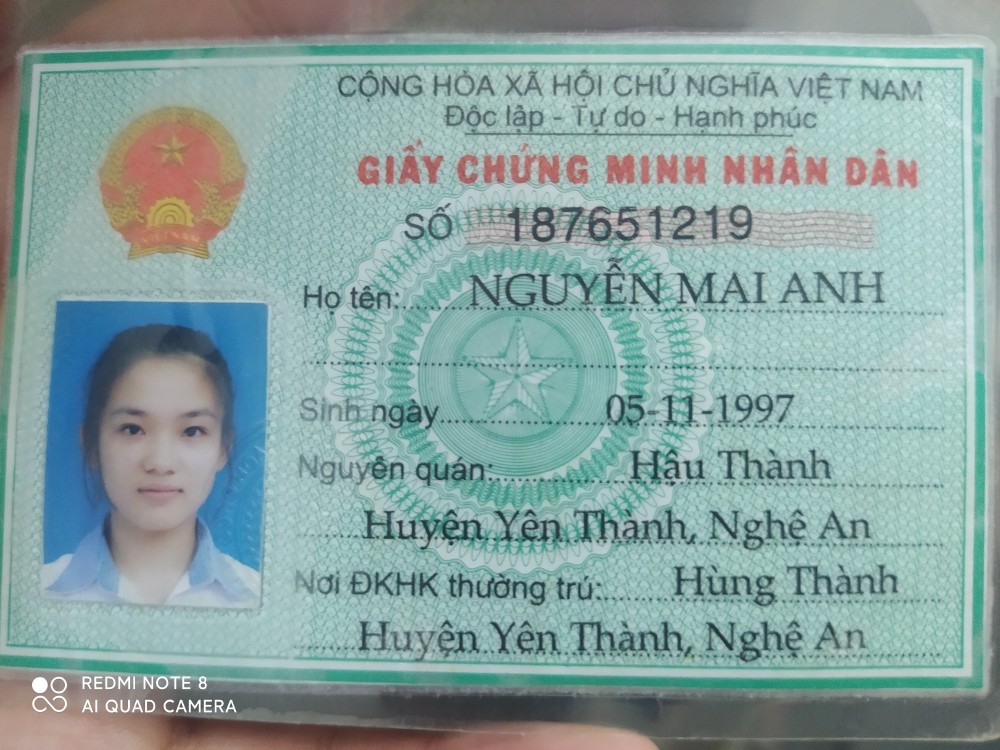 CỘNG HÒA XÃ HỘI CHỦ NGHĨA VIỆT NAM
Độc lập - Tự do - Hạnh phúc
GIẤY CHỨNG MINH NHÂN DÂN
SỐ 187651219
Họ tên: NGUYỄN MAI ANH
Sinh ngày 05-11-1997
Nguyên quán: Hậu Thành
Huyện Yên Thành, Nghệ An
Nơi ĐKHK thường trú: Hùng Thành
Huyện Yên Thành, Nghệ An
REDMI NOTE 8
AI QUAD CAMERA